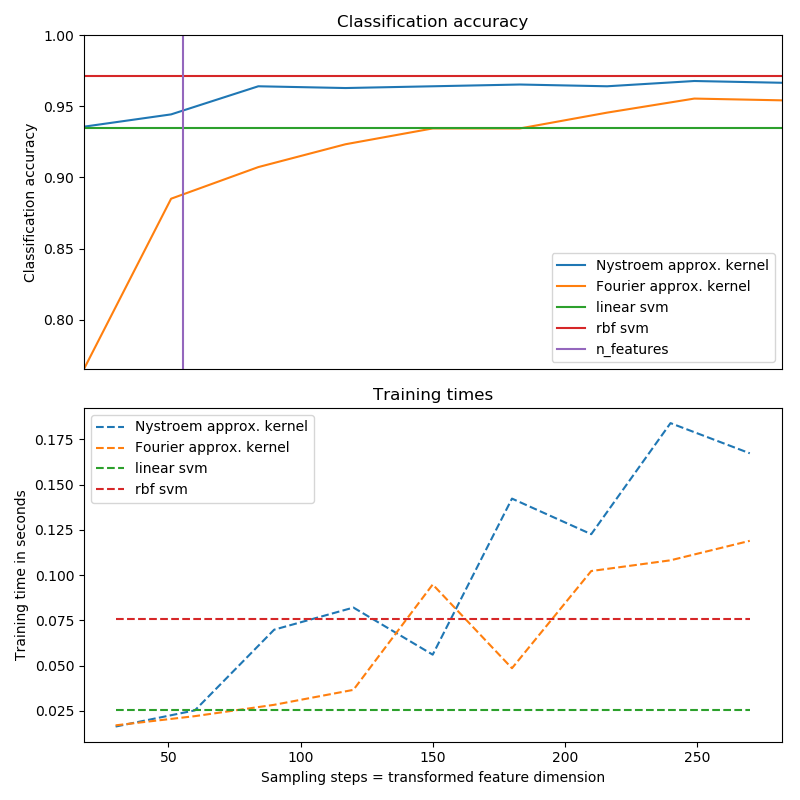 Classification accuracy
1.00
0.95
0.90
0.85
0.80
Classification accuracy
Nystroem approx. kernel
Fourier approx. kernel
linear svm
rbf svm
n_features
Training times
0.175
0.150
0.125
0.100
0.075
0.050
0.025
Training time in seconds
Nystroem approx. kernel
Fourier approx. kernel
linear svm
rbf svm
50 100 150 200 250
Sampling steps = transformed feature dimension